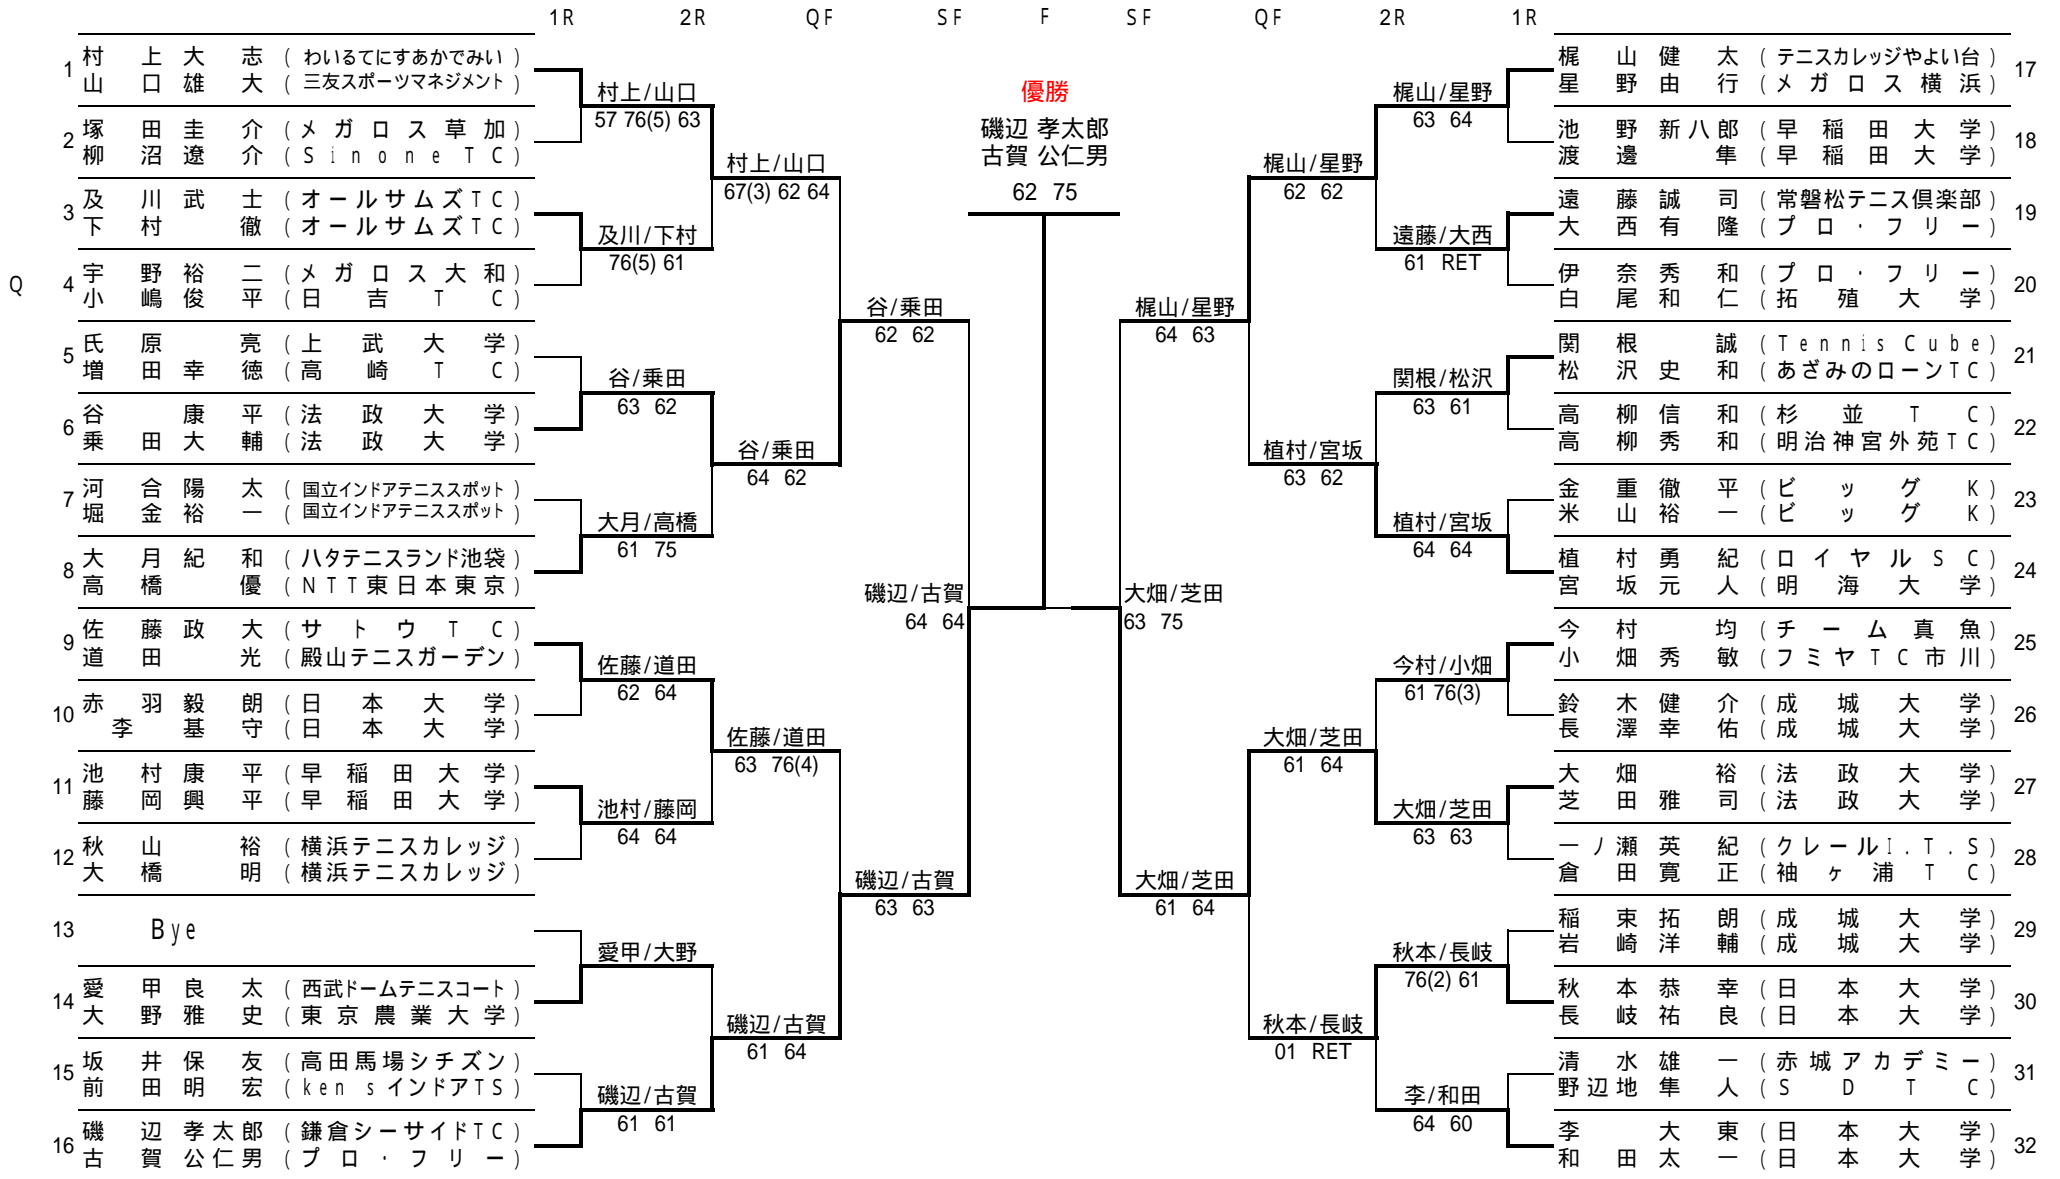 1R 2R QF SF F SF QF 2R 1R
1 村上大志 (わいるてにすあかでみい)
山口雄大 (三友スポーツマネジメント)
2 塚田圭介 (メガロス草加)
柳沼遼介 (SinoneTC)
3 及川武士 (オールサムズTC)
下村徹 (オールサムズTC)
Q 4 宇野裕二 (メガロス大和)
小嶋俊平 (日吉TC)
5 氏原亮 (上武大学)
増田幸徳 (高崎TC)
6 谷康平 (法政大学)
乗田大輔 (法政大学)
7 河合陽太 (国立インドアテニススポット)
堀金裕一 (国立インドアテニススポット)
8 大月紀和 (ハタテニスランド池袋)
高橋優 (NTT東日本東京)
9 佐藤政大 (サトウTC)
道田光 (殿山テニスガーデン)
10 赤羽毅朗 (日本大学)
李基守 (日本大学)
11 池村康平 (早稲田大学)
藤岡興平 (早稲田大学)
12 秋山裕 (横浜テニスカレッジ)
大橋明 (横浜テニスカレッジ)
13 Bye
14 愛甲良太 (西武ドームテニスコート)
大野雅史 (東京農業大学)
15 坂井保友 (高田馬場シチズン)
前田明宏 (ken sインドアTS)
16 磯辺孝太郎 (鎌倉シーサイドTC)
古賀公仁男 (プロ・フリー)
村上/山口
57 76(5) 63
及川/下村
76(5) 61
谷/乗田
63 62
大月/高橋
61 75
佐藤/道田
62 64
池村/藤岡
64 64
愛甲/大野
磯辺/古賀
61 61
村上/山口
67(3) 62 64
谷/乗田
64 62
佐藤/道田
63 76(4)
磯辺/古賀
61 64
谷/乗田
62 62
磯辺/古賀
63 63
磯辺/古賀
64 64
優勝
磯辺 孝太郎
古賀 公仁男
62 75
大畑/芝田
63 75
梶山/星野
64 63
大畑/芝田
61 64
梶山/星野
62 62
植村/宮坂
63 62
大畑/芝田
61 64
秋本/長岐
01 RET
梶山/星野
63 64
遠藤/大西
61 RET
関根/松沢
63 61
植村/宮坂
64 64
今村/小畑
61 76(3)
大畑/芝田
63 63
秋本/長岐
76(2) 61
李/和田
64 60
梶山健太 (テニスカレッジやよい台) 17
星野由行 (メガロス横浜)
池野新八郎 (早稲田大学) 18
渡邊隼 (早稲田大学)
遠藤誠司 (常磐松テニス倶楽部) 19
大西有隆 (プロ・フリー)
伊奈秀和 (プロ・フリー) 20
白尾和仁 (拓殖大学)
関根誠 (Tennis Cube) 21
松沢史和 (あざみのローンTC)
高柳信和 (杉並TC) 22
高柳秀和 (明治神宮外苑TC)
金重徹平 (ビッグK) 23
米山裕一 (ビッグK)
植村勇紀 (ロイヤルSC) 24
宮坂元人 (明海大学)
今村均 (チーム真魚) 25
小畑秀敏 (フミヤTC市川)
鈴木健介 (成城大学) 26
長澤幸佑 (成城大学)
大畑裕 (法政大学) 27
芝田雅司 (法政大学)
一ノ瀬英紀 (クレールI.T.S) 28
倉田寛正 (袖ヶ浦TC)
稲東拓朗 (成城大学) 29
岩崎洋輔 (成城大学)
秋本恭幸 (日本大学) 30
長岐祐良 (日本大学)
清水雄一 (赤城アカデミー) 31
野辺地隼人 (SDTC)
李大東 (日本大学) 32
和田太一 (日本大学)